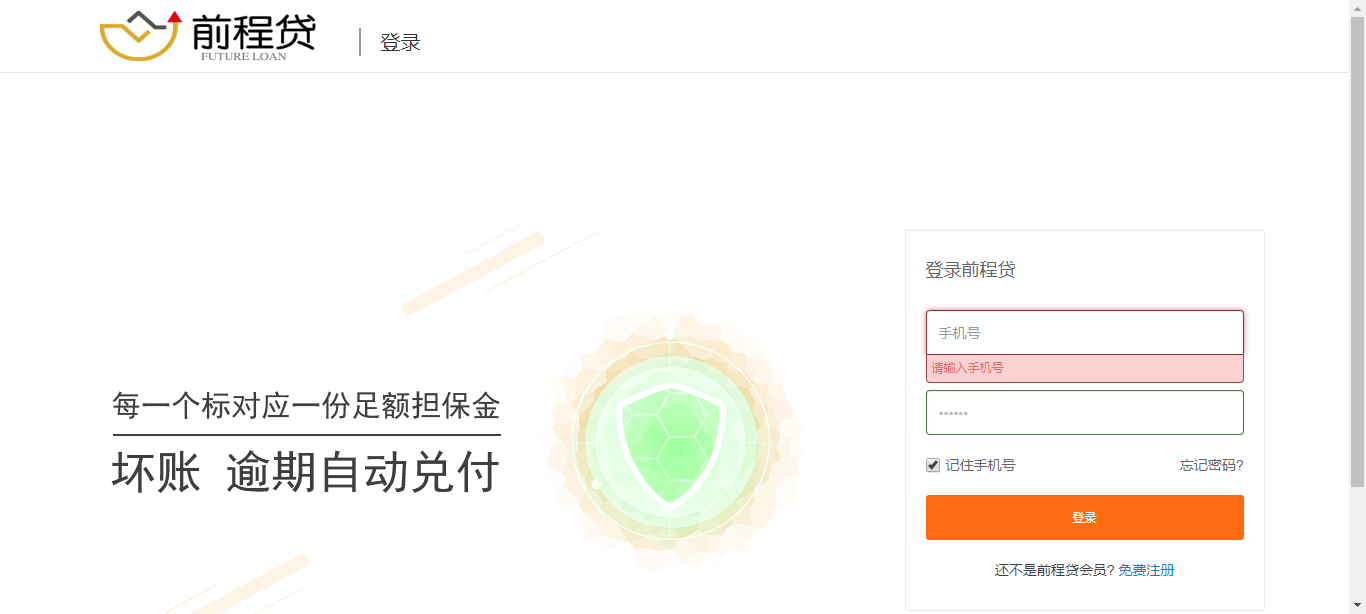 前程贷
FUTURE LOAN
登录
每一个标对应一份足额担保金
坏账 逾期自动兑付
登录前程贷
手机号
请输入手机号
••••••
记住手机号 忘记密码?
登录
还不是前程贷会员? 免费注册